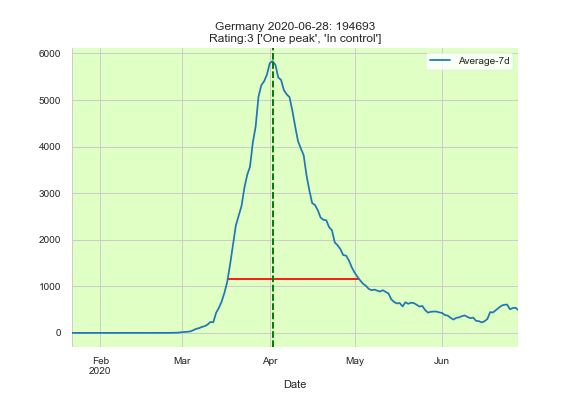 Germany 2020-06-28: 194693
Rating:3 ['One peak', 'In control']
Average-7d
6000
5000
4000
3000
2000
1000
0
Feb Mar Apr May Jun
2020
Date